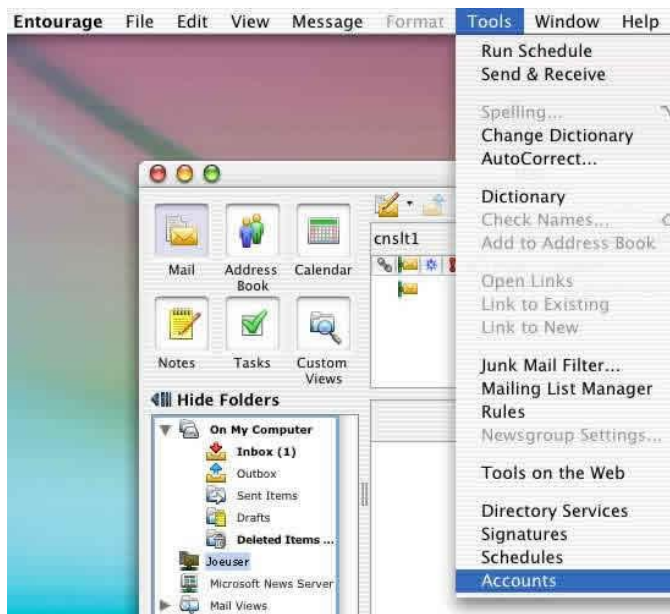 Entourage File Edit View Message Format Tools Window Help
Run Schedule
Send & Receive
Spelling...
Change Dictionary
AutoCorrect...
Dictionary
Check Names...
Add to Address Book
Open Links
Link to Existing
Link to New
Junk Mail Filter...
Mailing List Manager
Rules
Newsgroup Settings...
Tools on the Web
Directory Services
Signatures
Schedules
Accounts
cnslt1
Mail
Address Book
Calendar
Notes
Tasks
Custom Views
Hide Folders
On My Computer
Inbox (1)
Outbox
Sent Items
Drafts
Deleted Items ...
Joeuser
Microsoft News Server
Mail Views